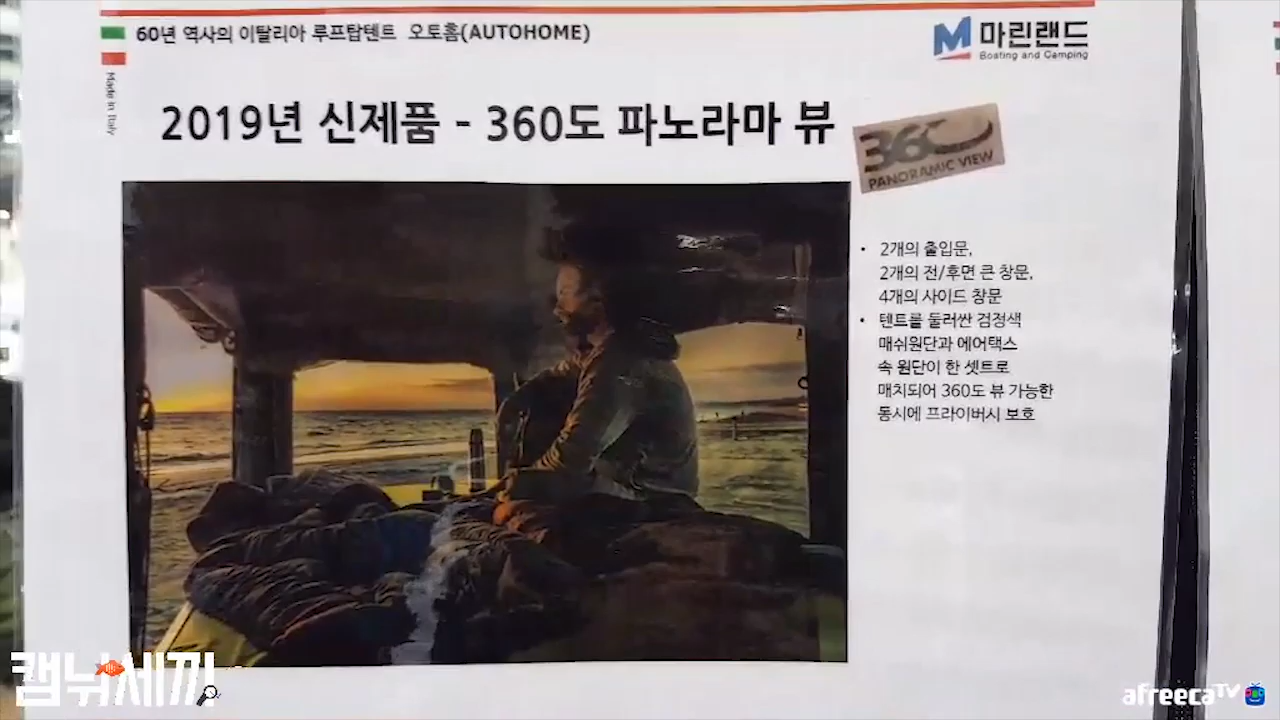 60년 역사의 이탈리아 루프탑텐트 오토홈(AUTOHOME)
마린랜드
Boating and Camping
Made in Italy
2019년 신제품 - 360도 파노라마 뷰
360
PANORAMIC VIEW
• 2개의 출입문,
2개의 전/후면 큰 창문,
4개의 사이드 창문
• 텐트를 둘러싼 검정색
매쉬원단과 에어택스
속 원단이 한 셋트로
매치되어 360도 뷰 가능한
동시에 프라이버시 보호
캠낚세끼!
afreecaTV